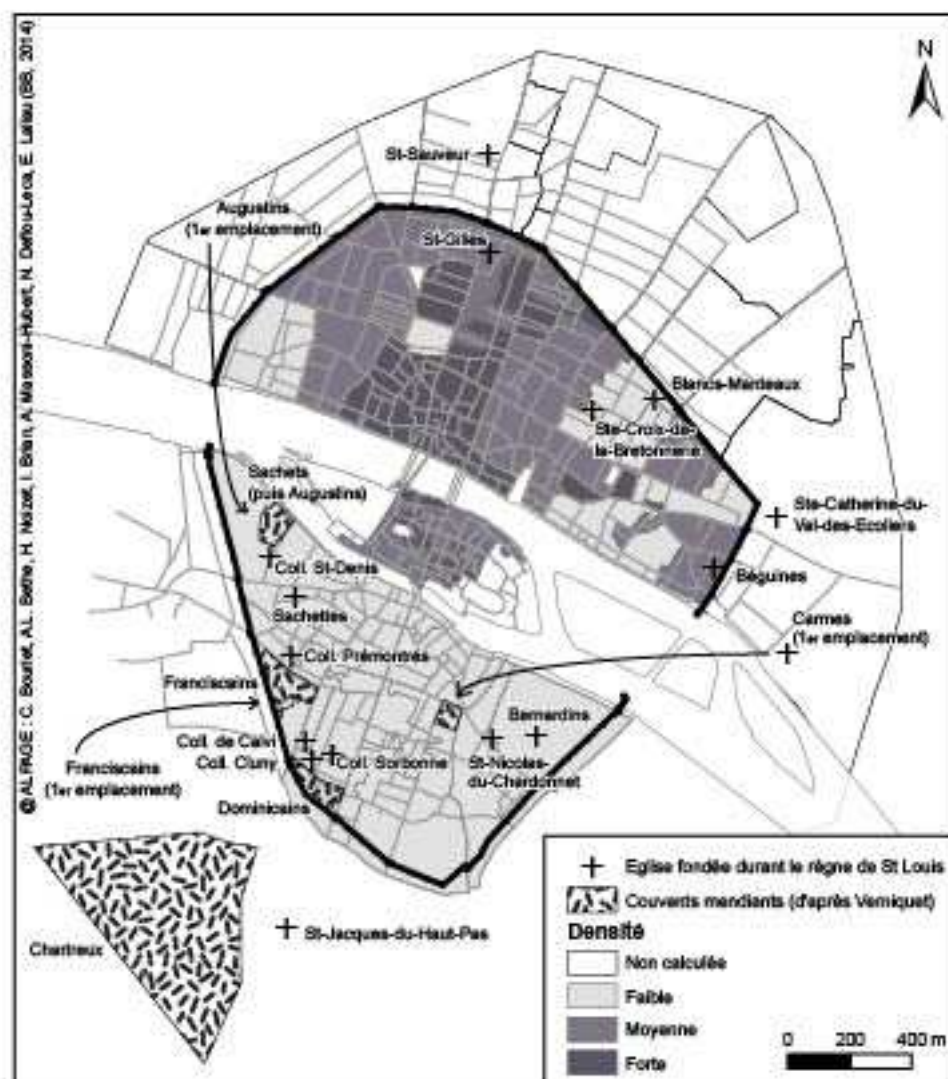 © ALPAGE : C. Bourlet, A.L. Bethe, H. Noizet, I. Brian, A. Massoni-Hubert, N. Defiou-Leca, E. Lallau (BB, 2014)
N
St-Sauveur
Augustins
(1er emplacement)
St-Gilles
Blancs-Manteaux
Ste-Croix-de-
la-Bretonnerie
Sachets
(puis Augustins)
Ste-Catherine-du-
Val-des-Ecoliers
Coll. St-Denis
Béguines
Sachettes
Carmes
(1er emplacement)
Coll. Prémontrés
Franciscains
Bernardins
Coll. de Calvi
Coll. Cluny
Coll. Sorbonne
St-Nicolas-
du-Chardonnet
Franciscains
(1er emplacement)
Dominicains
Chartreux
St-Jacques-du-Haut-Pas
Eglise fondée durant le règne de St Louis
Couvents mendiants (d'après Verniquet)
Densité
Non calculée
Faible
Moyenne
Forte
0 200 400 m